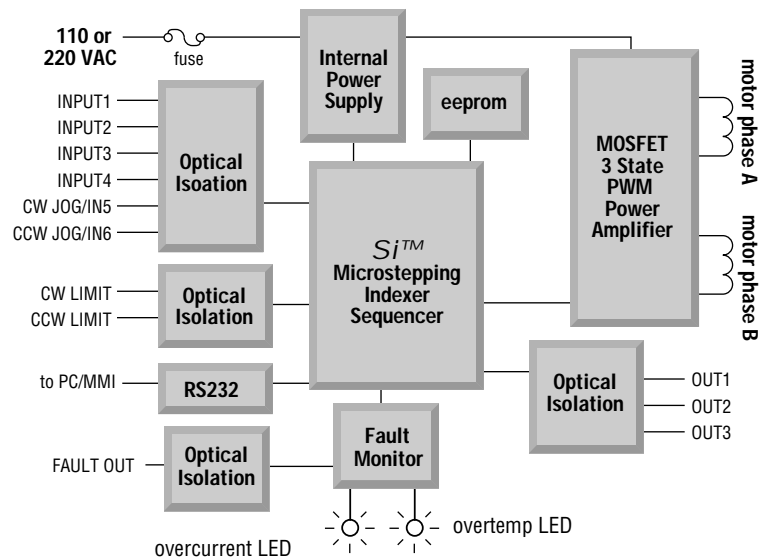 110 or
220 VAC
fuse
Internal
Power
Supply
eeprom
MOSFET
3 State
PWM
Power
Amplifier
motor phase A
motor phase B
INPUT1
INPUT2
INPUT3
INPUT4
CW JOG/IN5
CCW JOG/IN6
Optical
Isoation
Si™
Microstepping
Indexer
Sequencer
CW LIMIT
CCW LIMIT
Optical
Isolation
to PC/MMI
RS232
Optical
Isolation
OUT1
OUT2
OUT3
FAULT OUT
Optical
Isolation
Fault
Monitor
overcurrent LED
overtemp LED